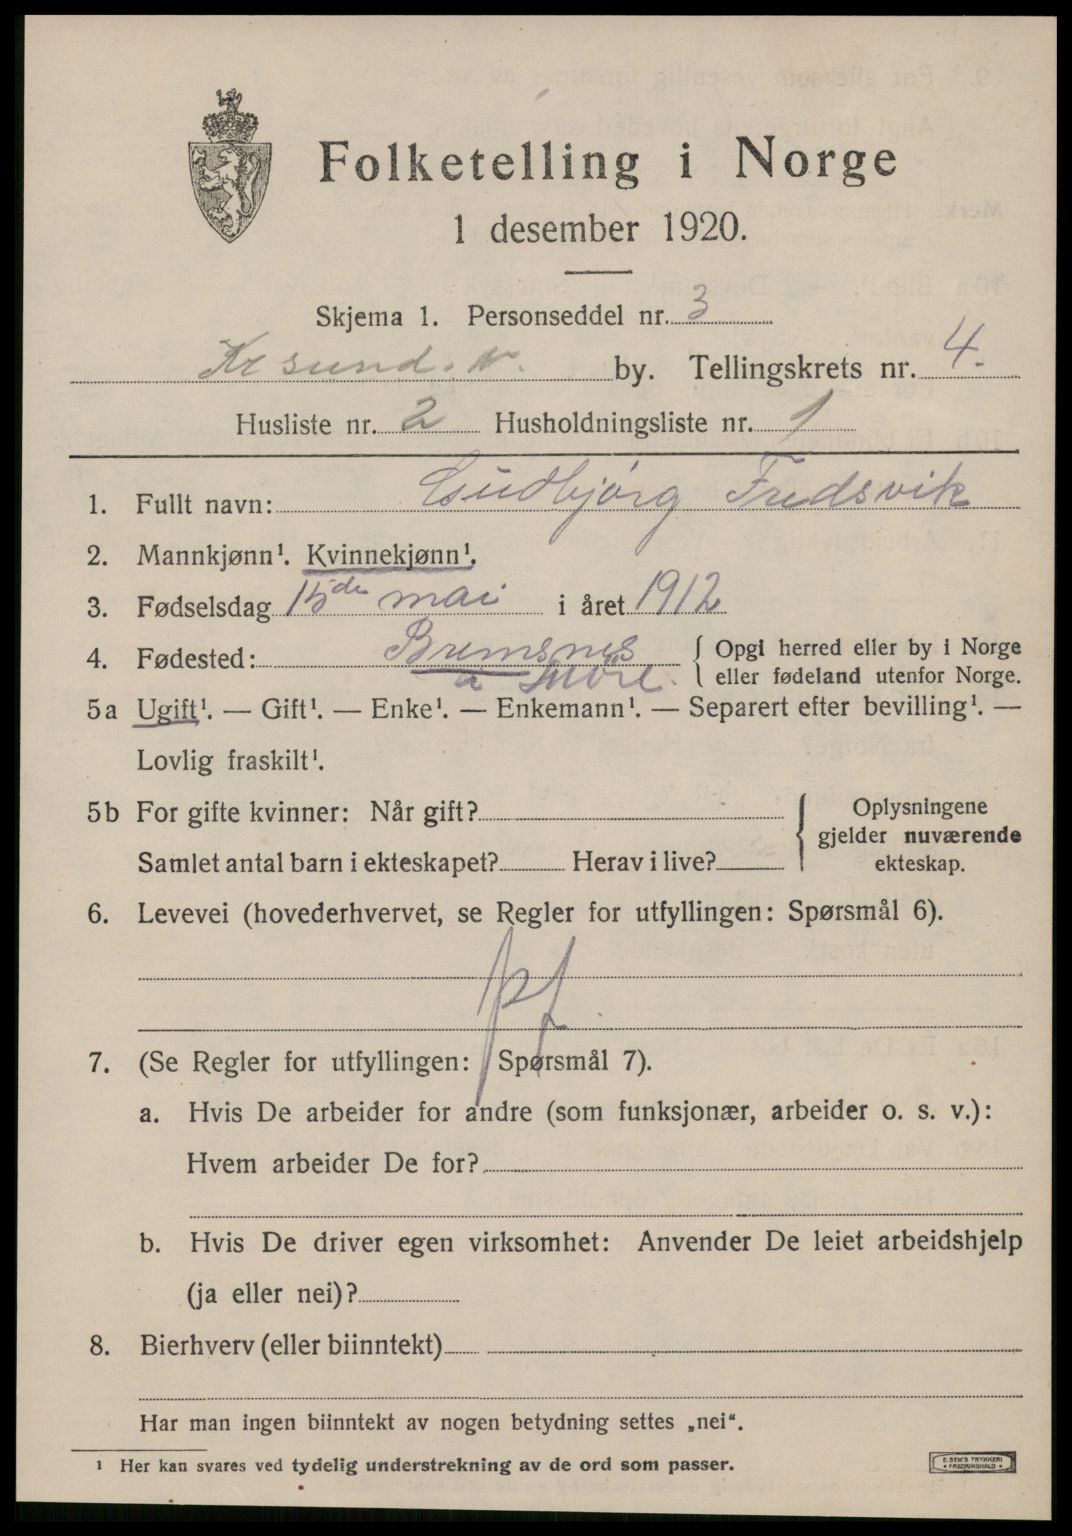 Folketelling i Norge
1 desember 1920.
Skjema 1. Personseddel nr. 3
Kr sund. N. by. Tellingskrets nr. 4.
Husliste nr. 2 Husholdningsliste nr. 1
1. Fullt navn: Gudbjörg Fredsvik
2. Mannkjønn¹. Kvinnekjønn¹.
3. Fødselsdag 15de mai i året 1912
4. Fødested: Bremsnes { Opgi herred eller by i Norge
eller fødeland utenfor Norge.
5a Ugift¹. — Gift¹. — Enke¹. — Enkemann¹. — Separert efter bevilling¹. —
Lovlig fraskilt¹.
5b For gifte kvinner: Når gift? { Oplysningene
gjelder nuværende
Samlet antal barn i ekteskapet? Herav i live? ekteskap.
6. Levevei (hovederhvervet, se Regler for utfyllingen: Spørsmål 6).
pf
7. (Se Regler for utfyllingen: Spørsmål 7).
a. Hvis De arbeider for andre (som funksjonær, arbeider o. s. v.):
Hvem arbeider De for?
b. Hvis De driver egen virksomhet: Anvender De leiet arbeidshjelp
(ja eller nei)?
8. Bierhverv (eller biinntekt)
Har man ingen biinntekt av nogen betydning settes „nei“.
¹ Her kan svares ved tydelig understrekning av de ord som passer.
E. SEM'S TRYKKERI
FREDRIKSHALD